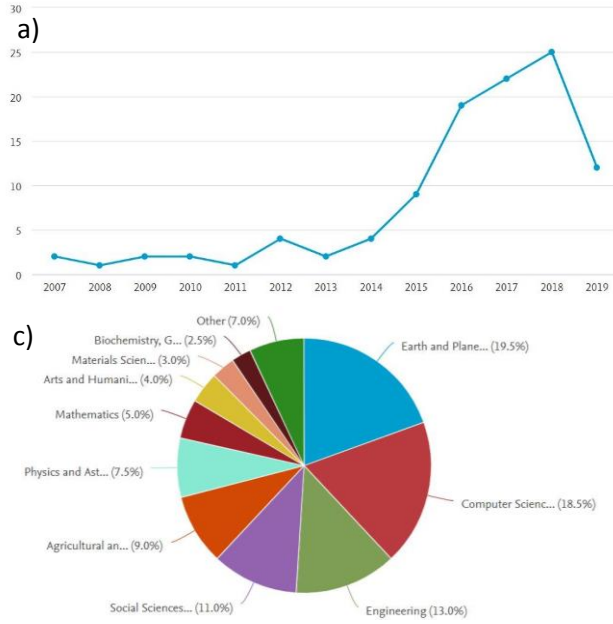 a)
30
25
20
15
10
5
0
2007 2008 2009 2010 2011 2012 2013 2014 2015 2016 2017 2018 2019
c)
Other (7.0%)
Biochemistry, G... (2.5%)
Materials Scien... (3.0%)
Arts and Humani... (4.0%)
Mathematics (5.0%)
Physics and Ast... (7.5%)
Agricultural an... (9.0%)
Social Sciences... (11.0%)
Earth and Plane... (19.5%)
Computer Scienc... (18.5%)
Engineering (13.0%)